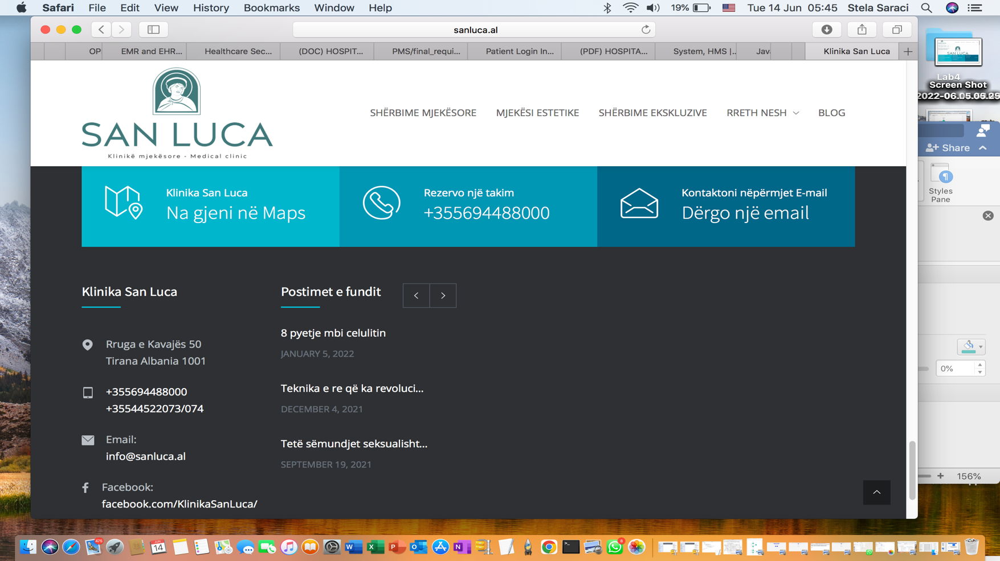 Safari File Edit View History Bookmarks Window Help 19% Tue 14 Jun 05:45 Stela Saraci
sanluca.al
OP EMR and EHR... Healthcare Sec... (DOC) HOSPIT... PMS/final_requi... Patient Login In... (PDF) HOSPITA... System, HMS |... Klinika San Luca
SAN LUCA
Klinikë mjekësore - Medical clinic
SHËRBIME MJEKËSORE MJEKËSI ESTETIKE SHËRBIME EKSKLUZIVE RRETH NESH BLOG
Klinika San Luca
Na gjeni në Maps
Rezervo një takim
+355694488000
Kontaktoni nëpërmjet E-mail
Dërgo një email
Klinika San Luca
Rruga e Kavajës 50
Tirana Albania 1001
+355694488000
+35544522073/074
Email:
info@sanluca.al
Facebook:
facebook.com/KlinikaSanLuca/
Postimet e fundit
8 pyetje mbi celulitin
JANUARY 5, 2022
Teknika e re që ka revoluci...
DECEMBER 4, 2021
Tetë sëmundjet seksualisht...
SEPTEMBER 19, 2021
Lab4
Screen Shot
Share
Styles
Pane
0%
156%
475
JUN
14
8